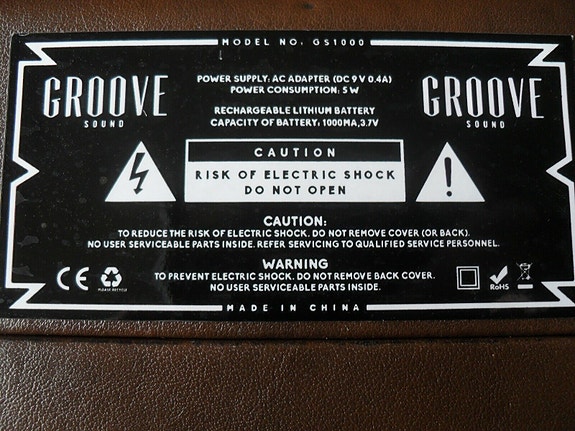 MODEL NO. GS1000
GROOVE
SOUND
POWER SUPPLY: AC ADAPTER (DC 9V 0.4A)
POWER CONSUMPTION: 5 W
RECHARGEABLE LITHIUM BATTERY
CAPACITY OF BATTERY: 1000MA, 3.7V
GROOVE
SOUND
CAUTION
RISK OF ELECTRIC SHOCK
DO NOT OPEN
CAUTION:
TO REDUCE THE RISK OF ELECTRIC SHOCK. DO NOT REMOVE COVER (OR BACK).
NO USER SERVICEABLE PARTS INSIDE. REFER SERVICING TO QUALIFIED SERVICE PERSONNEL.
WARNING
TO PREVENT ELECTRIC SHOCK. DO NOT REMOVE BACK COVER.
NO USER SERVICEABLE PARTS INSIDE.
CE
PLEASE RECYCLE
RoHS
MADE IN CHINA